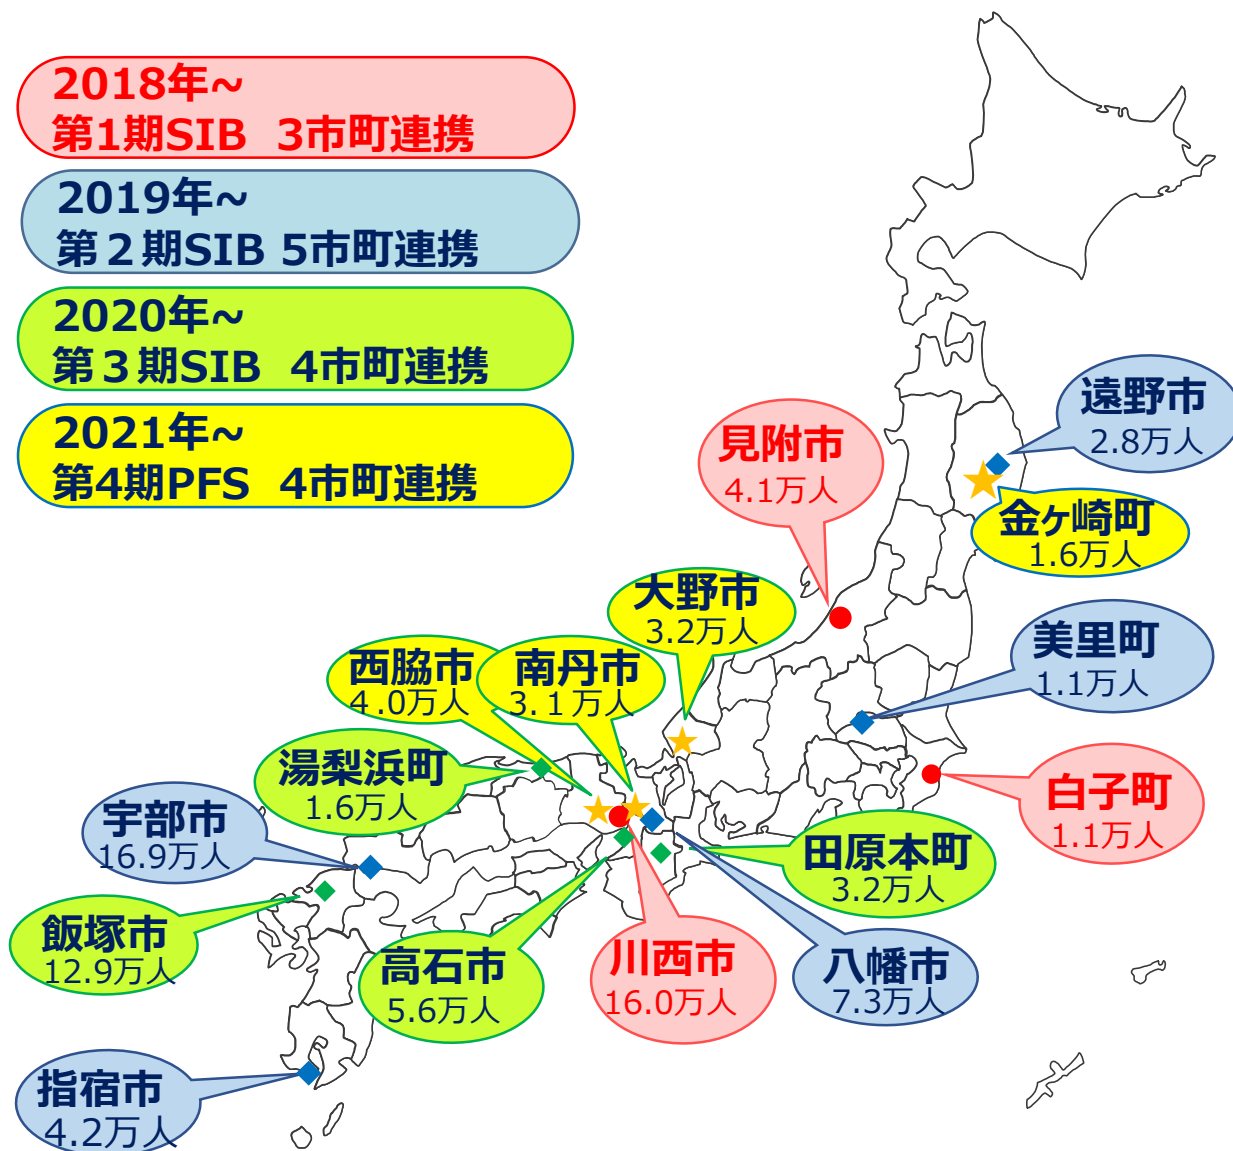 2018年~
第1期SIB 3市町連携
2019年~
第２期SIB 5市町連携
2020年~
第３期SIB 4市町連携
2021年~
第4期PFS 4市町連携
遠野市
2.8万人
見附市
4.1万人
金ヶ崎町
1.6万人
大野市
3.2万人
美里町
1.1万人
西脇市
４.0万人
南丹市
3.１万人
湯梨浜町
1.6万人
白子町
1.1万人
宇部市
16.9万人
田原本町
3.2万人
飯塚市
12.9万人
高石市
5.6万人
川西市
16.0万人
八幡市
7.3万人
指宿市
4.2万人